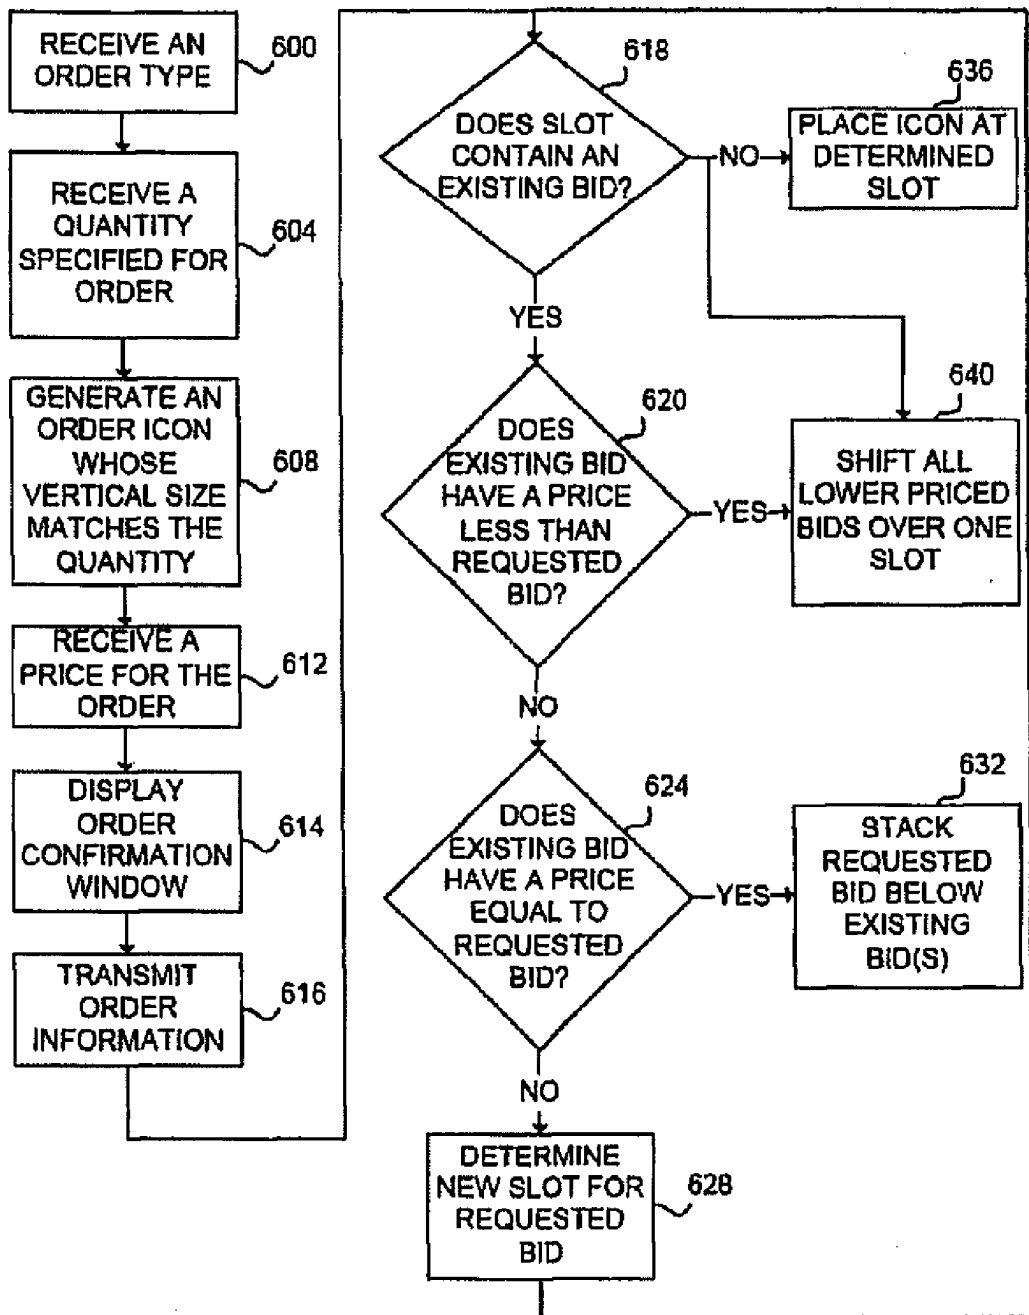 RECEIVE AN
ORDER TYPE
600
RECEIVE A
QUANTITY
SPECIFIED FOR
ORDER
604
GENERATE AN
ORDER ICON
WHOSE
VERTICAL SIZE
MATCHES THE
QUANTITY
608
RECEIVE A
PRICE FOR THE
ORDER
612
DISPLAY
ORDER
CONFIRMATION
WINDOW
614
TRANSMIT
ORDER
INFORMATION
616
618
DOES SLOT
CONTAIN AN
EXISTING BID?
NO
636
PLACE ICON AT
DETERMINED
SLOT
YES
620
DOES
EXISTING BID
HAVE A PRICE
LESS THAN
REQUESTED
BID?
YES
640
SHIFT ALL
LOWER PRICED
BIDS OVER ONE
SLOT
NO
624
DOES
EXISTING BID
HAVE A PRICE
EQUAL TO
REQUESTED
BID?
YES
632
STACK
REQUESTED
BID BELOW
EXISTING
BID(S)
NO
DETERMINE
NEW SLOT FOR
REQUESTED
BID
628